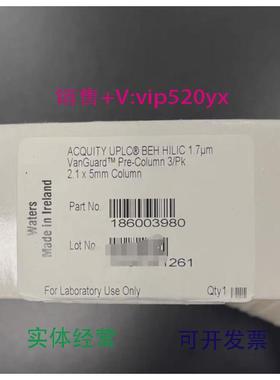 销售+V:vip520yx
ACQUITY UPLC® BEH HILIC 1.7µm
VanGuard™ Pre-Column 3/Pk
2.1 x 5mm Column
Waters
Made in Ireland
Part No.
186003980
Lot No
1261
For Laboratory Use Only
Qty1
实体经营
可开发票